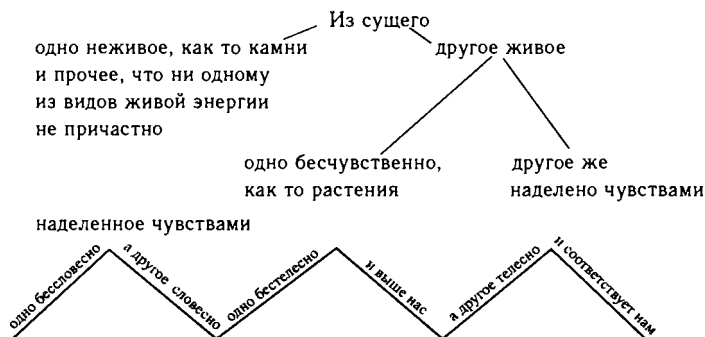 Из сущего
одно неживое, как то камни
и прочее, что ни одному
из видов живой энергии
не причастно
другое живое
одно бесчувственно,
как то растения
другое же
наделено чувствами
наделенное чувствами
одно бессловесно
а другое словесно
одно бестелесно
и выше нас
а другое телесно
и соответствует нам